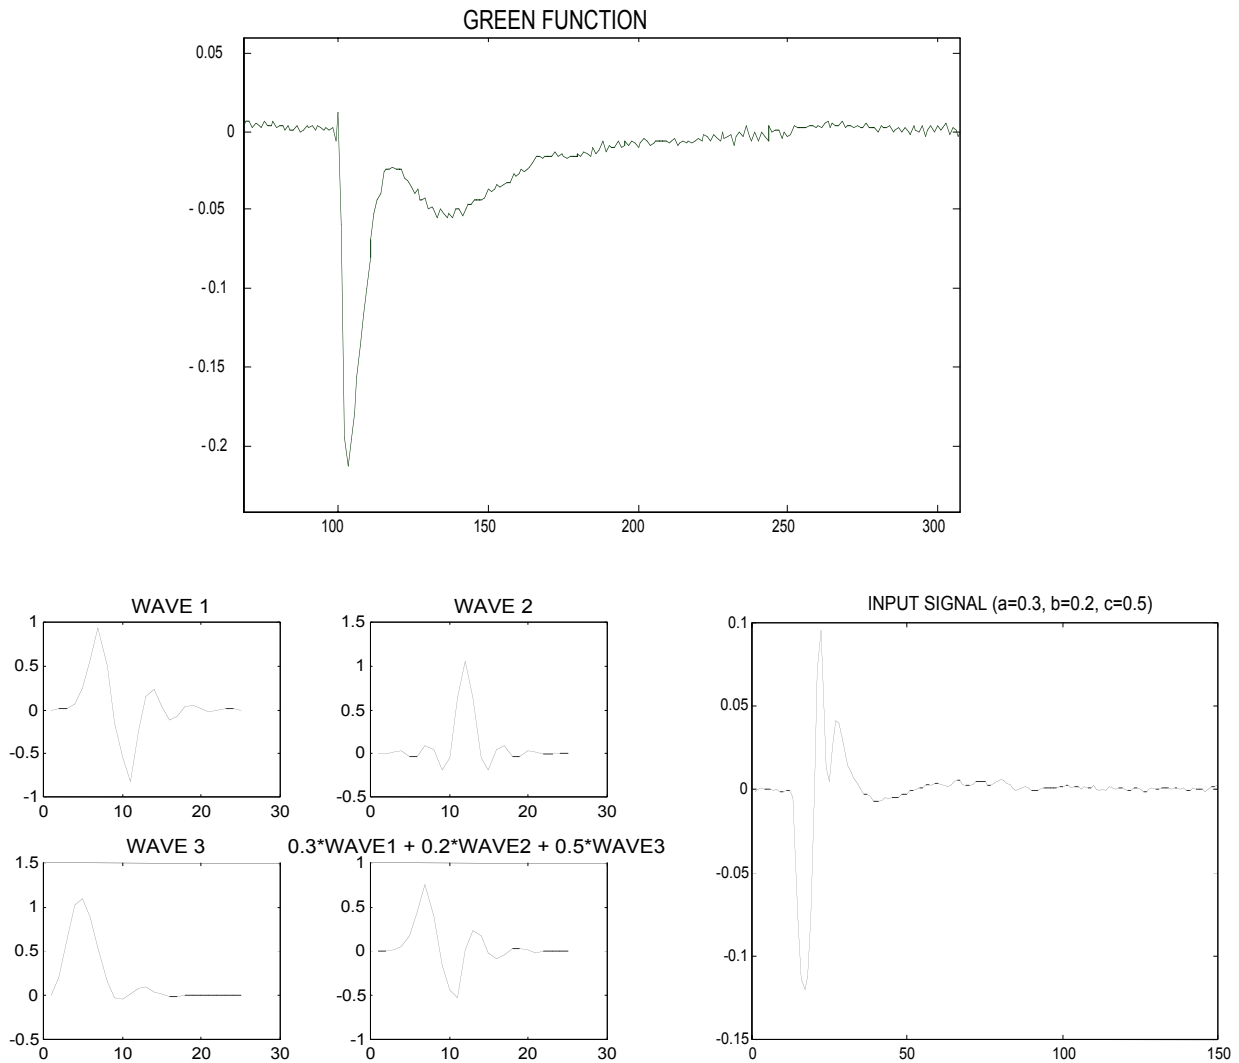 GREEN FUNCTION
0.05
0
- 0.05
- 0.1
- 0.15
- 0.2
100 150 200 250 300
WAVE 1
1
0.5
0
-0.5
-1
0 10 20 30
WAVE 2
1.5
1
0.5
0
-0.5
0 10 20 30
WAVE 3
1.5
1
0.5
0
-0.5
0 10 20 30
0.3*WAVE1 + 0.2*WAVE2 + 0.5*WAVE3
1.5
1
0.5
0
-0.5
-1
0 10 20 30
INPUT SIGNAL (a=0.3, b=0.2, c=0.5)
0.1
0.05
0
-0.05
-0.1
-0.15
0 50 100 150